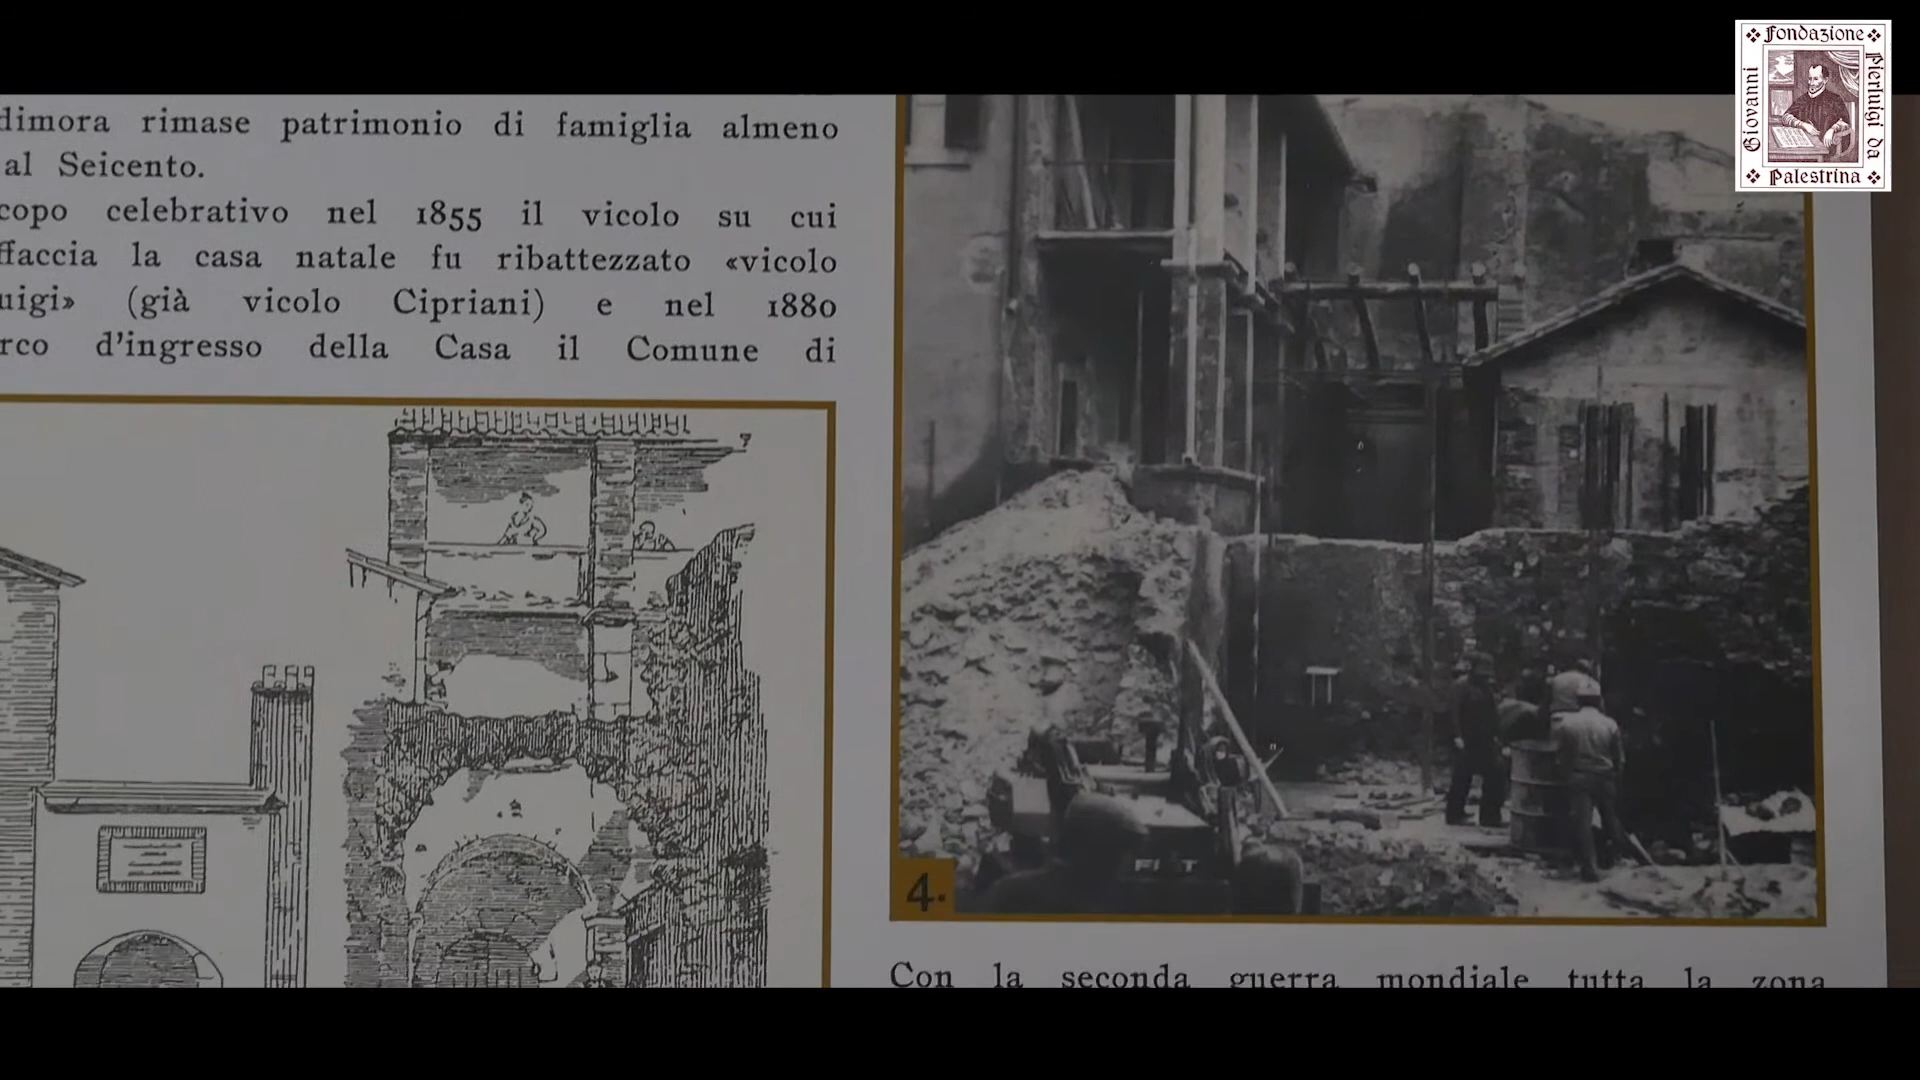 dimora rimase patrimonio di famiglia almeno
al Seicento.
copo celebrativo nel 1855 il vicolo su cui
ffaccia la casa natale fu ribattezzato «vicolo
uigi» (già vicolo Cipriani) e nel 1880
rco d'ingresso della Casa il Comune di
FIAT
4.
Con la seconda guerra mondiale tutta la zona
Fondazione
Giovanni
Pierluigi da
Palestrina